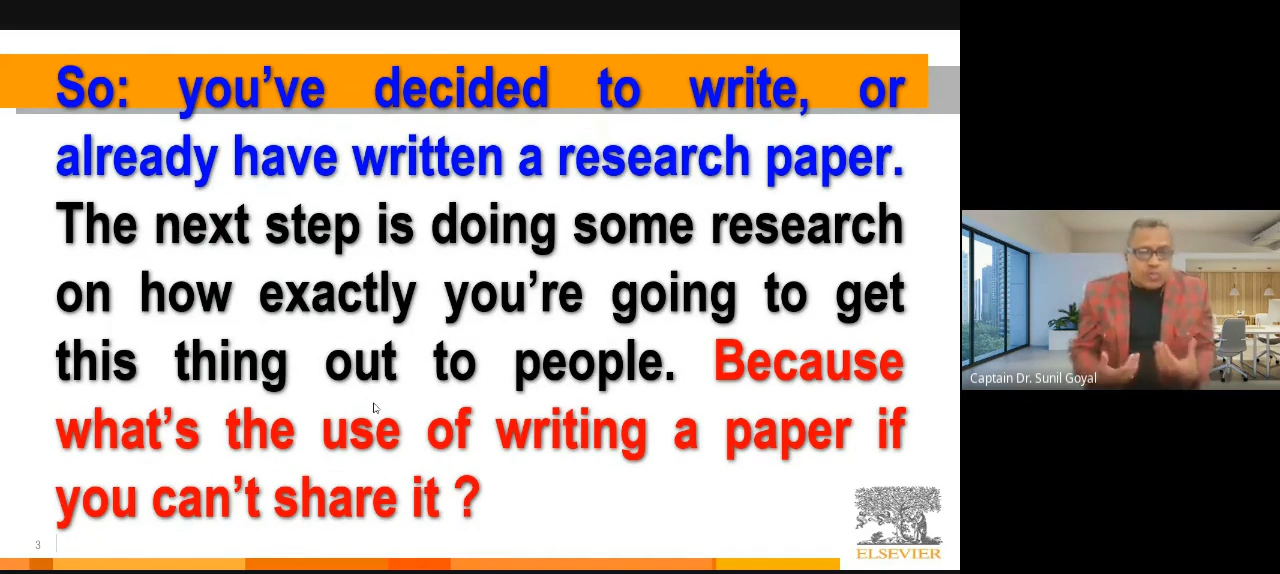 So: you've decided to write, or
already have written a research paper.
The next step is doing some research
on how exactly you're going to get
this thing out to people. Because
what's the use of writing a paper if
you can't share it ?
3
ELSEVIER
Captain Dr. Sunil Goyal